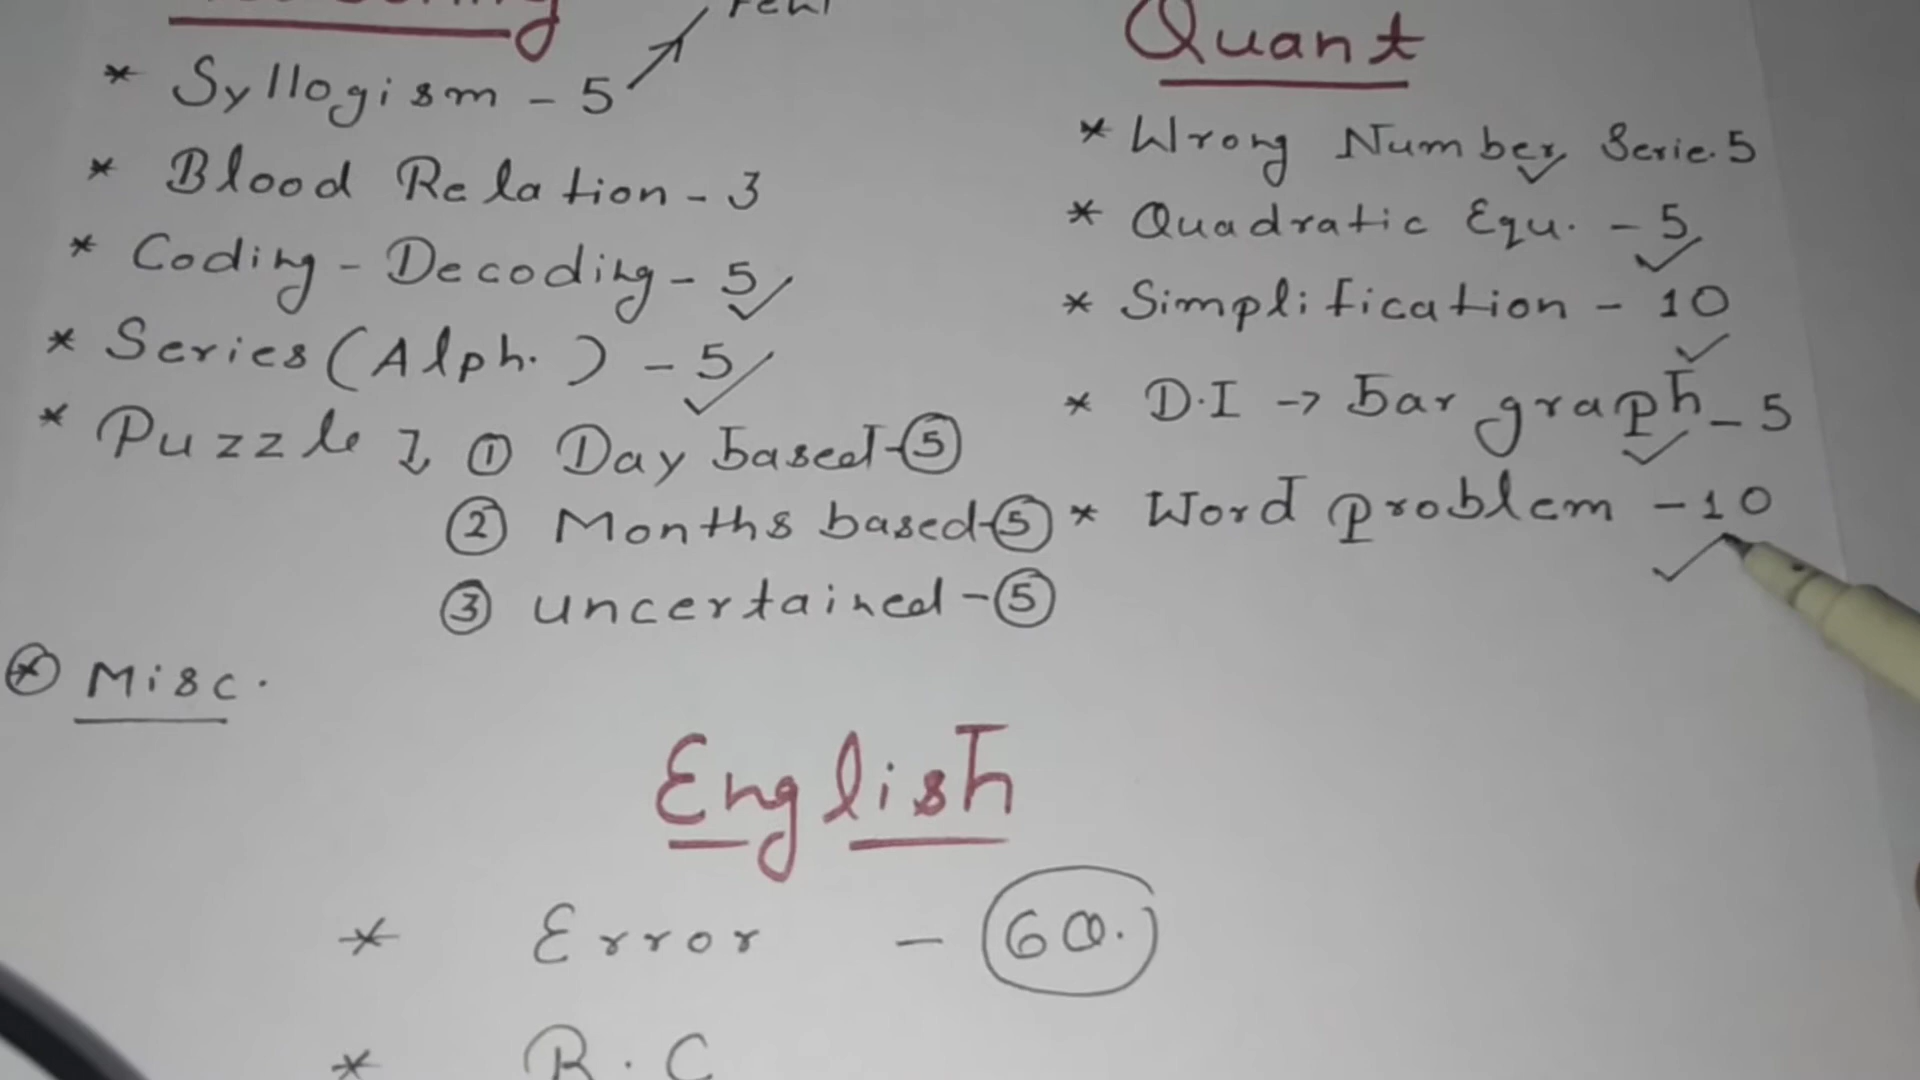 Quant
* Syllogism - 5
* Blood Relation - 3
* Coding - Decoding - 5 ✓
* Series (Alph.) - 5 ✓
* Puzzle ↴ ① Day based - ⑤
② Months based - ⑤
③ uncertained - ⑤
* Misc.
* Wrong Number Serie. 5
* Quadratic Equ. - 5
* Simplification - 10
* D.I -> bar graph - 5
* Word problem - 10
English
* Error - 6Q.
* R.C